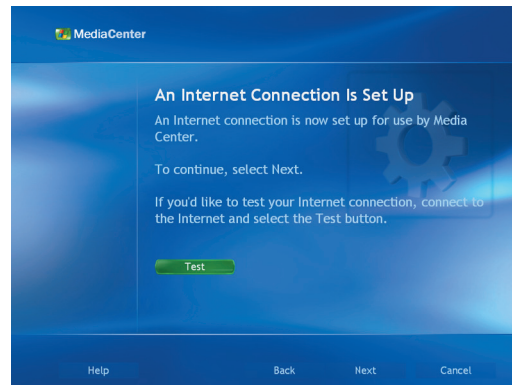 MediaCenter
An Internet Connection Is Set Up
An Internet connection is now set up for use by Media
Center.
To continue, select Next.
If you'd like to test your Internet connection, connect to
the Internet and select the Test button.
Test
Help Back Next Cancel